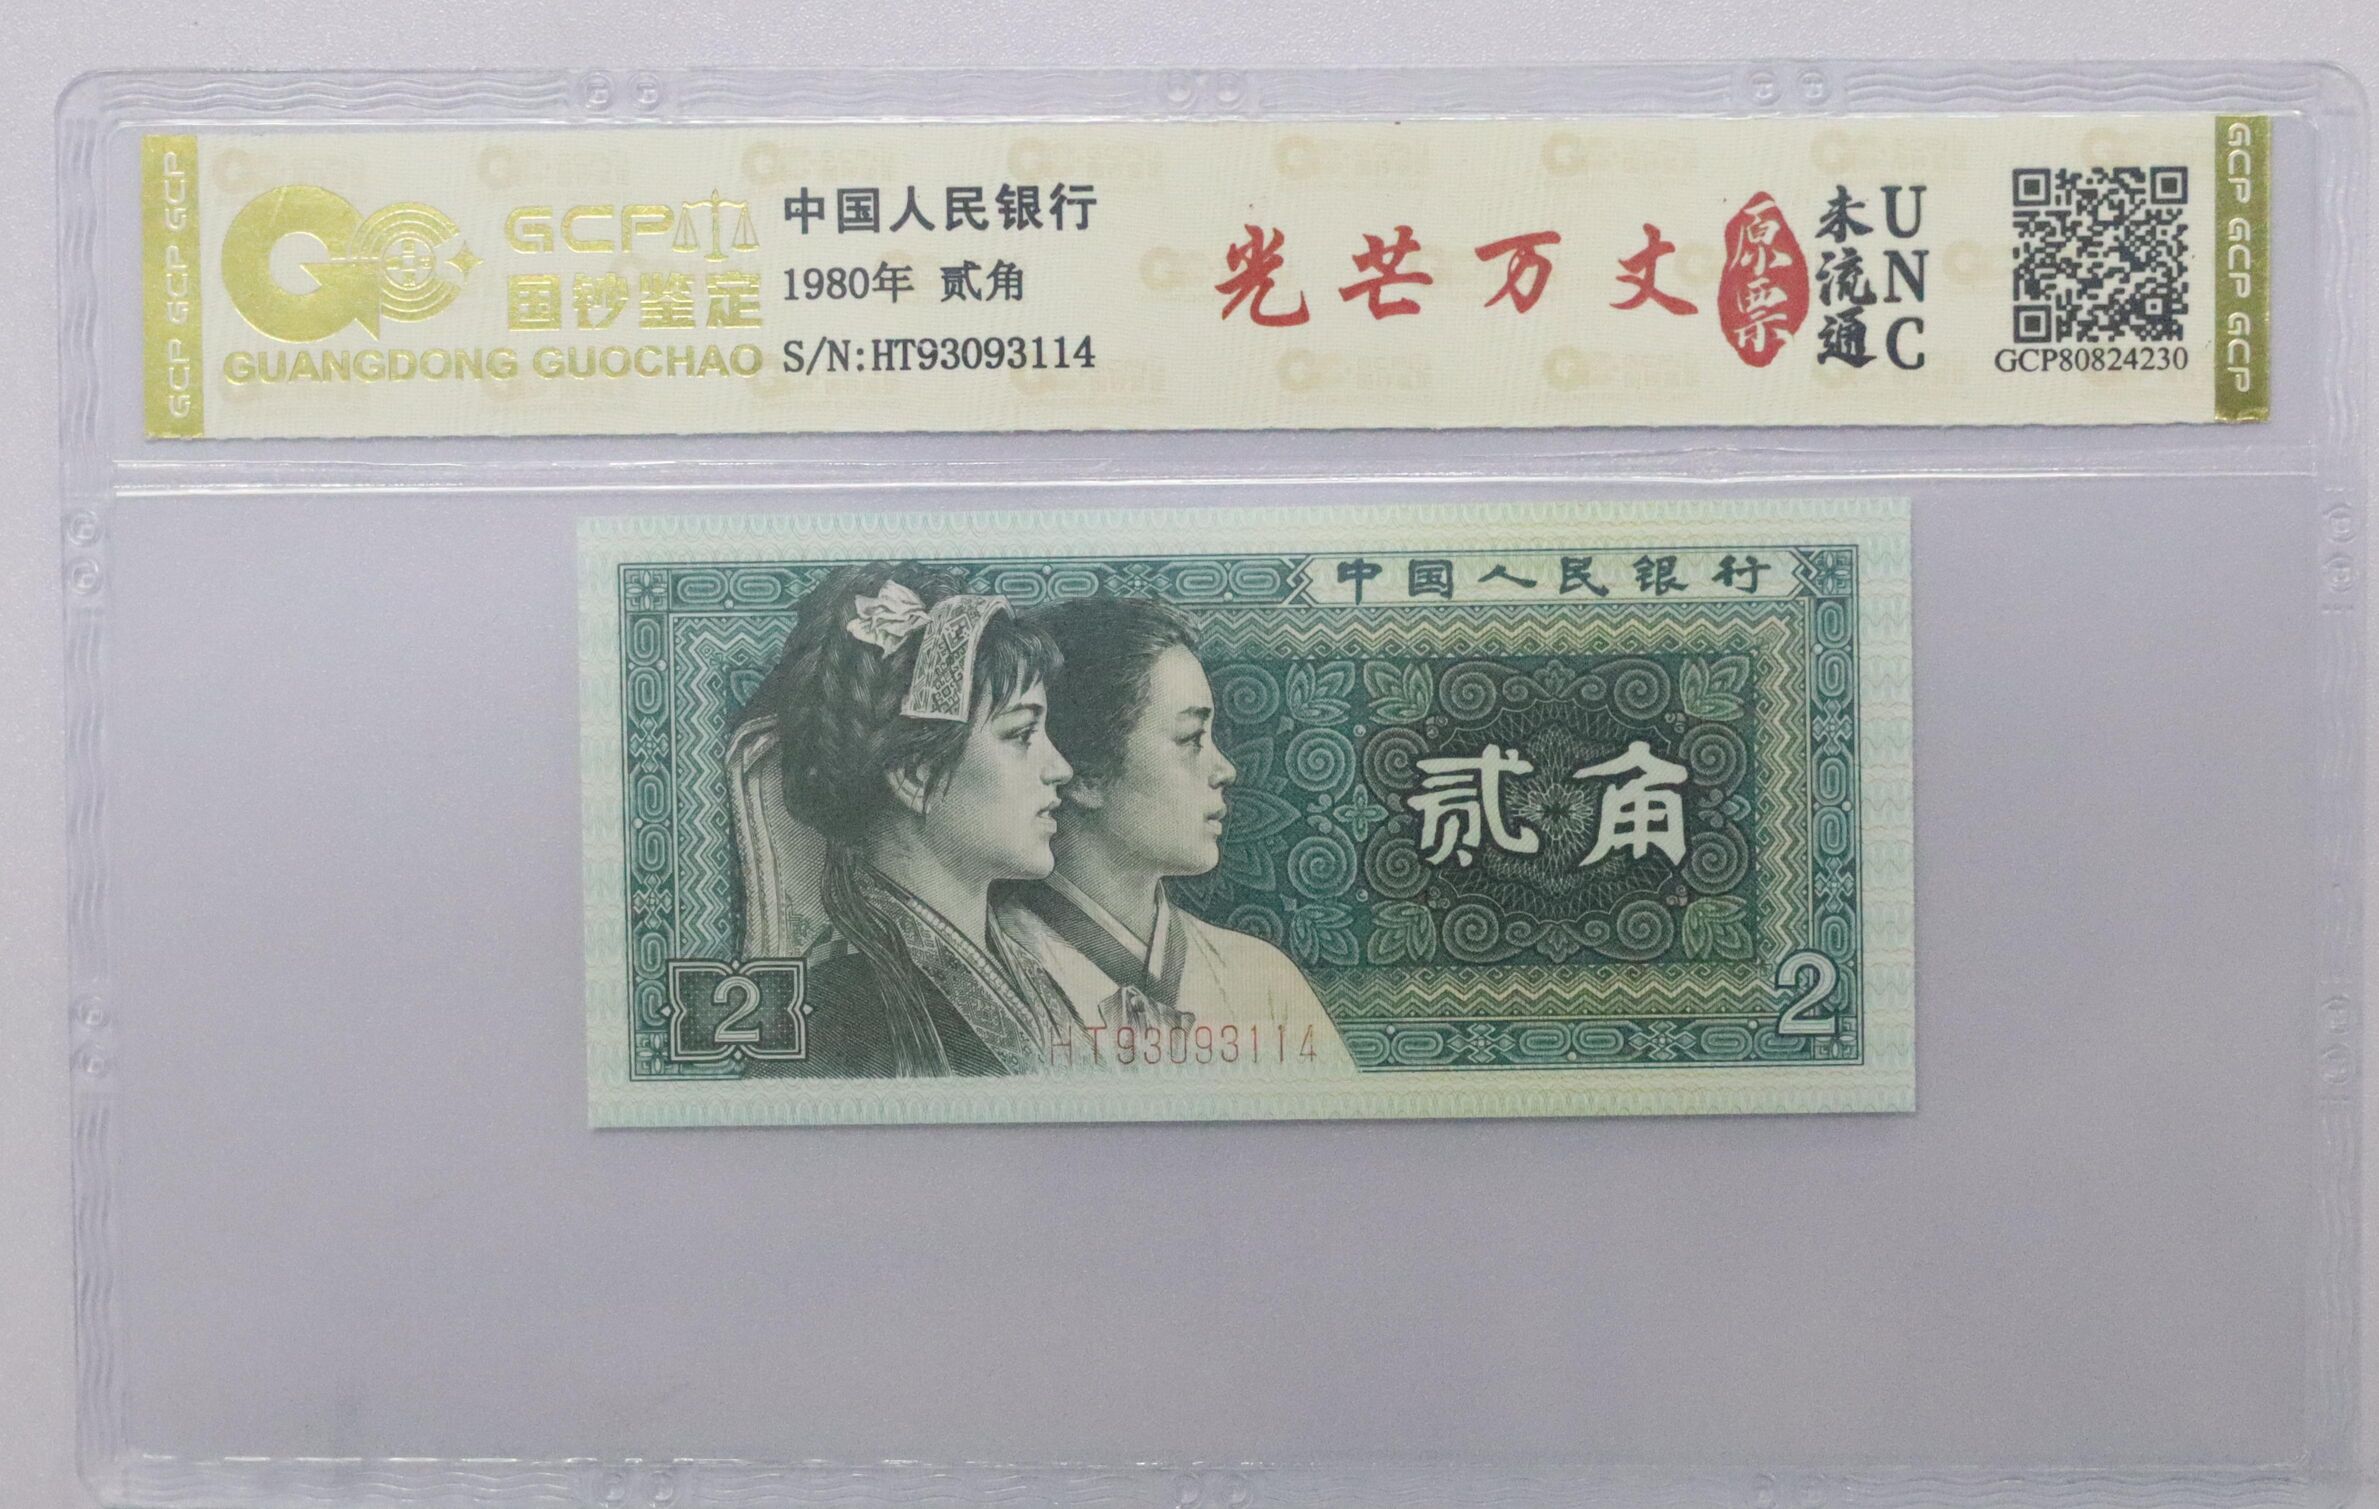 GCP GCP GCP
GCP
国钞鉴定
GUANGDONG GUOCHAO
中国人民银行
1980年 贰角
S/N:HT93093114
光芒万丈
原票
未流通
UNC
GCP80824230
GCP GCP GCP
中国人民银行
贰角
2
2
HT93093114